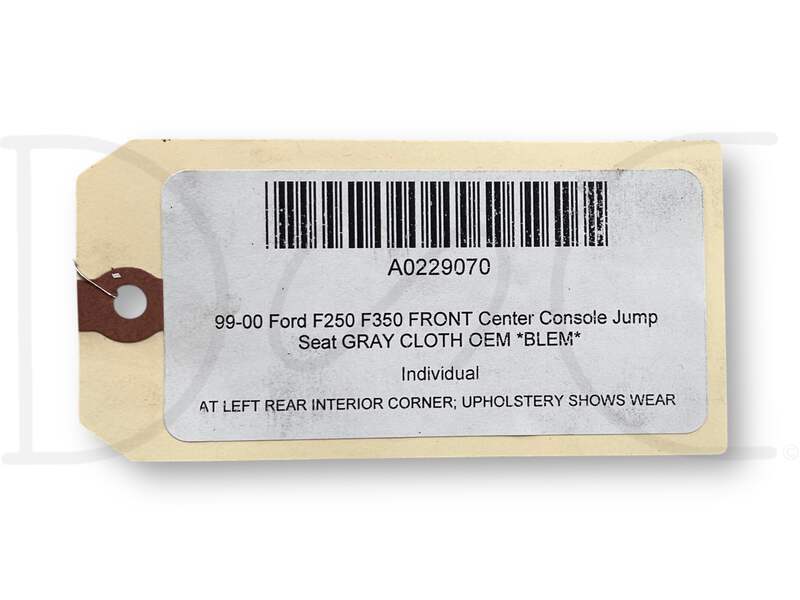 A0229070
99-00 Ford F250 F350 FRONT Center Console Jump
Seat GRAY CLOTH OEM *BLEM*
Individual
AT LEFT REAR INTERIOR CORNER; UPHOLSTERY SHOWS WEAR